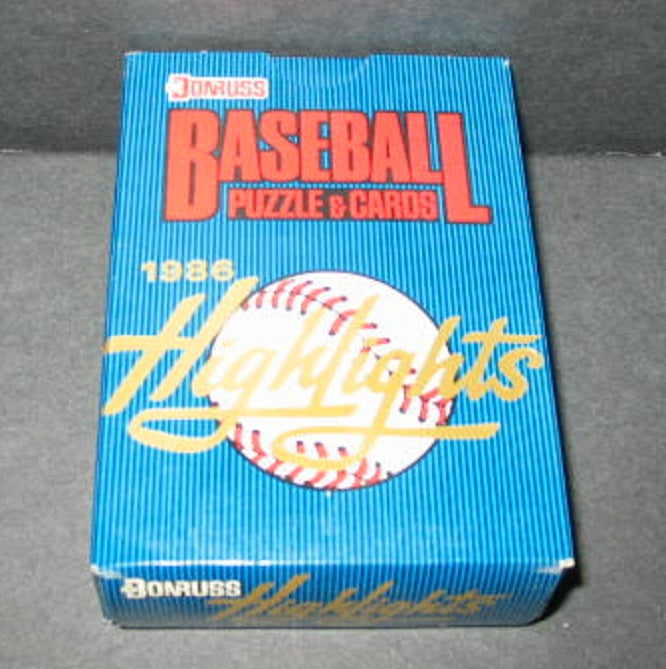 DONRUSS
BASEBALL
PUZZLE & CARDS
1986
Highlights
DONRUSS Highlights